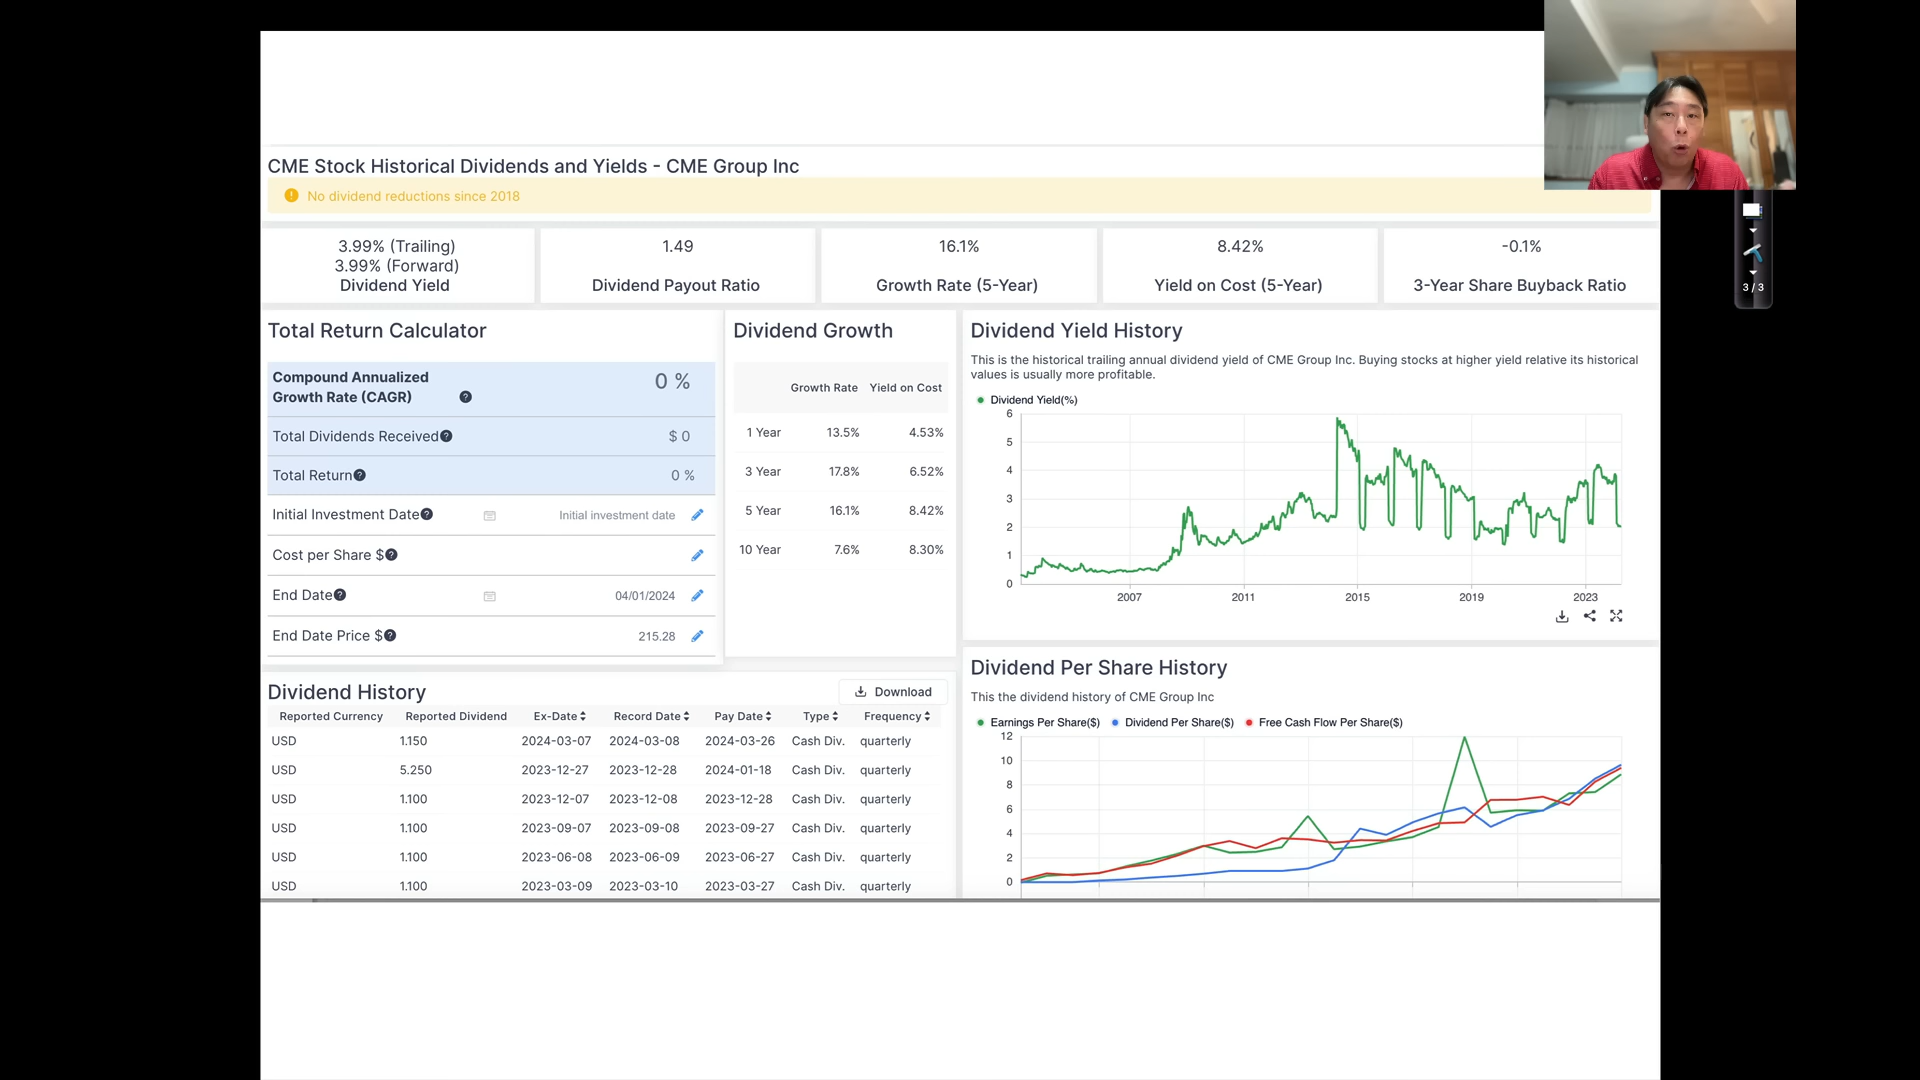 CME Stock Historical Dividends and Yields - CME Group Inc
No dividend reductions since 2018
3.99% (Trailing)
3.99% (Forward)
Dividend Yield
1.49
Dividend Payout Ratio
16.1%
Growth Rate (5-Year)
8.42%
Yield on Cost (5-Year)
-0.1%
3-Year Share Buyback Ratio
3 / 3
Total Return Calculator
Compound Annualized
Growth Rate (CAGR)
0 %
Total Dividends Received
$ 0
Total Return
0 %
Initial Investment Date
Initial investment date
Cost per Share $
End Date
04/01/2024
End Date Price $
215.28
Dividend Growth
Growth Rate Yield on Cost
1 Year 13.5% 4.53%
3 Year 17.8% 6.52%
5 Year 16.1% 8.42%
10 Year 7.6% 8.30%
Dividend Yield History
This is the historical trailing annual dividend yield of CME Group Inc. Buying stocks at higher yield relative its historical
values is usually more profitable.
Dividend Yield(%)
6
5
4
3
2
1
0
2007 2011 2015 2019 2023
Dividend History
Download
Reported Currency Reported Dividend Ex-Date Record Date Pay Date Type Frequency
USD 1.150 2024-03-07 2024-03-08 2024-03-26 Cash Div. quarterly
USD 5.250 2023-12-27 2023-12-28 2024-01-18 Cash Div. quarterly
USD 1.100 2023-12-07 2023-12-08 2023-12-28 Cash Div. quarterly
USD 1.100 2023-09-07 2023-09-08 2023-09-27 Cash Div. quarterly
USD 1.100 2023-06-08 2023-06-09 2023-06-27 Cash Div. quarterly
USD 1.100 2023-03-09 2023-03-10 2023-03-27 Cash Div. quarterly
Dividend Per Share History
This the dividend history of CME Group Inc
Earnings Per Share($) Dividend Per Share($) Free Cash Flow Per Share($)
12
10
8
6
4
2
0